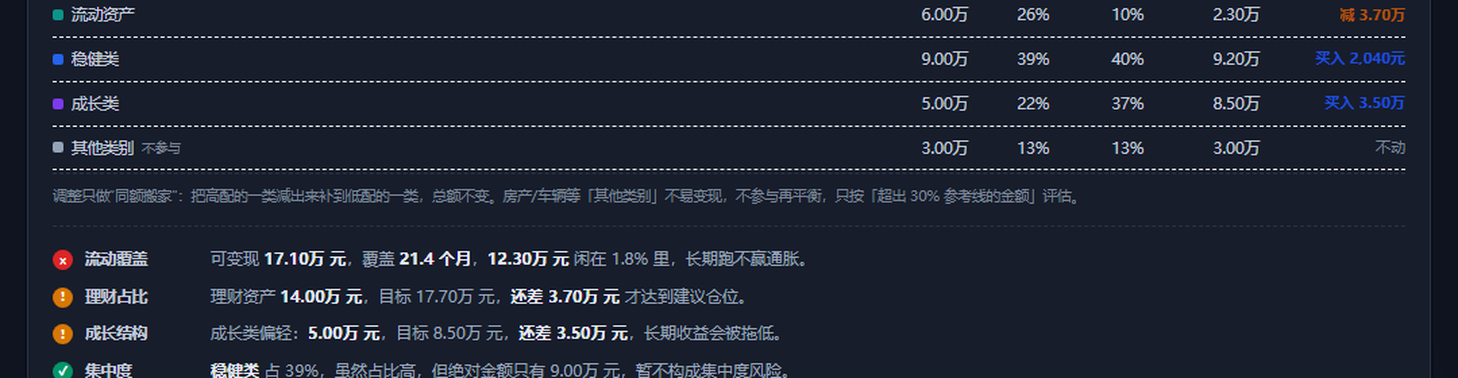 流动资产 6.00万 26% 10% 2.30万 减 3.70万
稳健类 9.00万 39% 40% 9.20万 买入 2,040元
成长类 5.00万 22% 37% 8.50万 买入 3.50万
其他类别 不参与 3.00万 13% 13% 3.00万 不动
调整只做“同额搬家”：把高配的一类减出来补到低配的一类，总额不变。房产/车辆等「其他类别」不易变现，不参与再平衡，只按「超出 30% 参考线的金额」评估。
流动覆盖 可变现 17.10万 元，覆盖 21.4 个月，12.30万 元 闲在 1.8% 里，长期跑不赢通胀。
理财占比 理财资产 14.00万 元，目标 17.70万 元，还差 3.70万 元 才达到建议仓位。
成长结构 成长类偏轻：5.00万 元，目标 8.50万 元，还差 3.50万 元，长期收益会被拖低。
集中度 稳健类 占 39%，虽然占比高，但绝对金额只有 9.00万 元，暂不构成集中度风险。